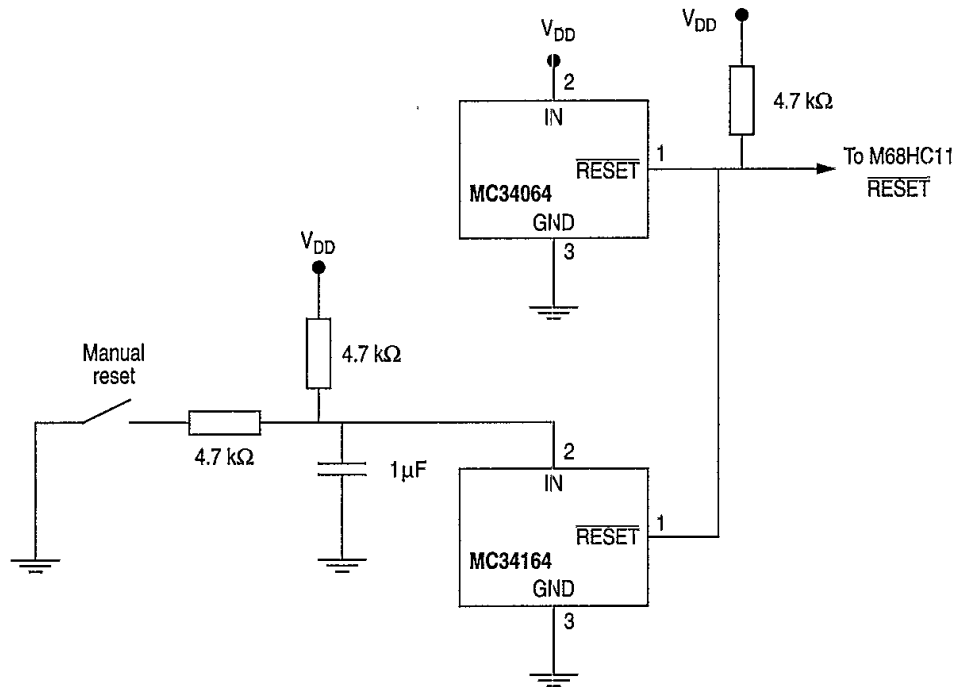 V_DD
V_DD
2
IN
4.7 kΩ
1
To M68HC11
RESET
RESET
MC34064
GND
3
V_DD
4.7 kΩ
Manual
reset
4.7 kΩ
1µF
2
IN
1
RESET
MC34164
GND
3